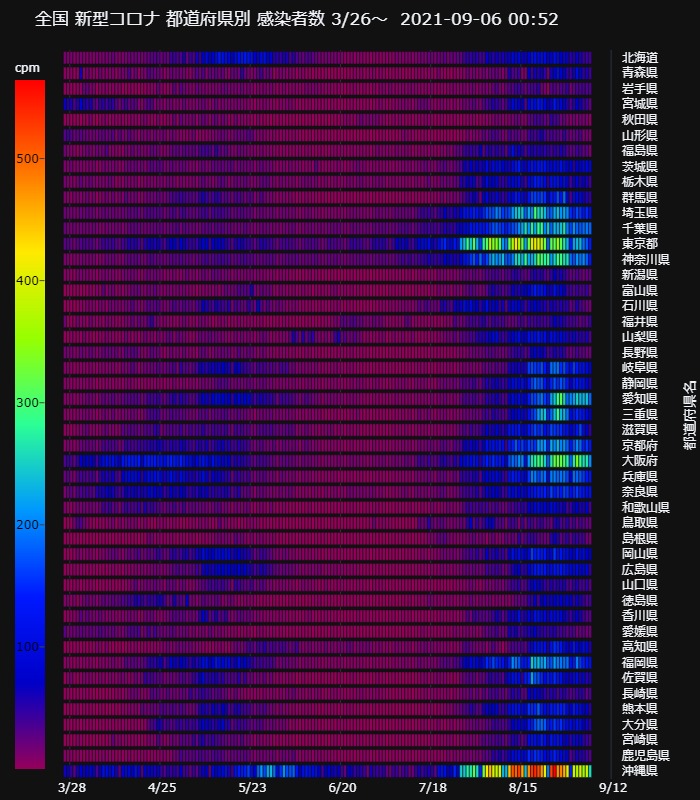 全国 新型コロナ 都道府県別 感染者数 3/26～ 2021-09-06 00:52
cpm
500
400
300
200
100
北海道
青森県
岩手県
宮城県
秋田県
山形県
福島県
茨城県
栃木県
群馬県
埼玉県
千葉県
東京都
神奈川県
新潟県
富山県
石川県
福井県
山梨県
長野県
岐阜県
静岡県
愛知県
三重県
滋賀県
京都府
大阪府
兵庫県
奈良県
和歌山県
鳥取県
島根県
岡山県
広島県
山口県
徳島県
香川県
愛媛県
高知県
福岡県
佐賀県
長崎県
熊本県
大分県
宮崎県
鹿児島県
沖縄県
都道府県名
3/28 4/25 5/23 6/20 7/18 8/15 9/12